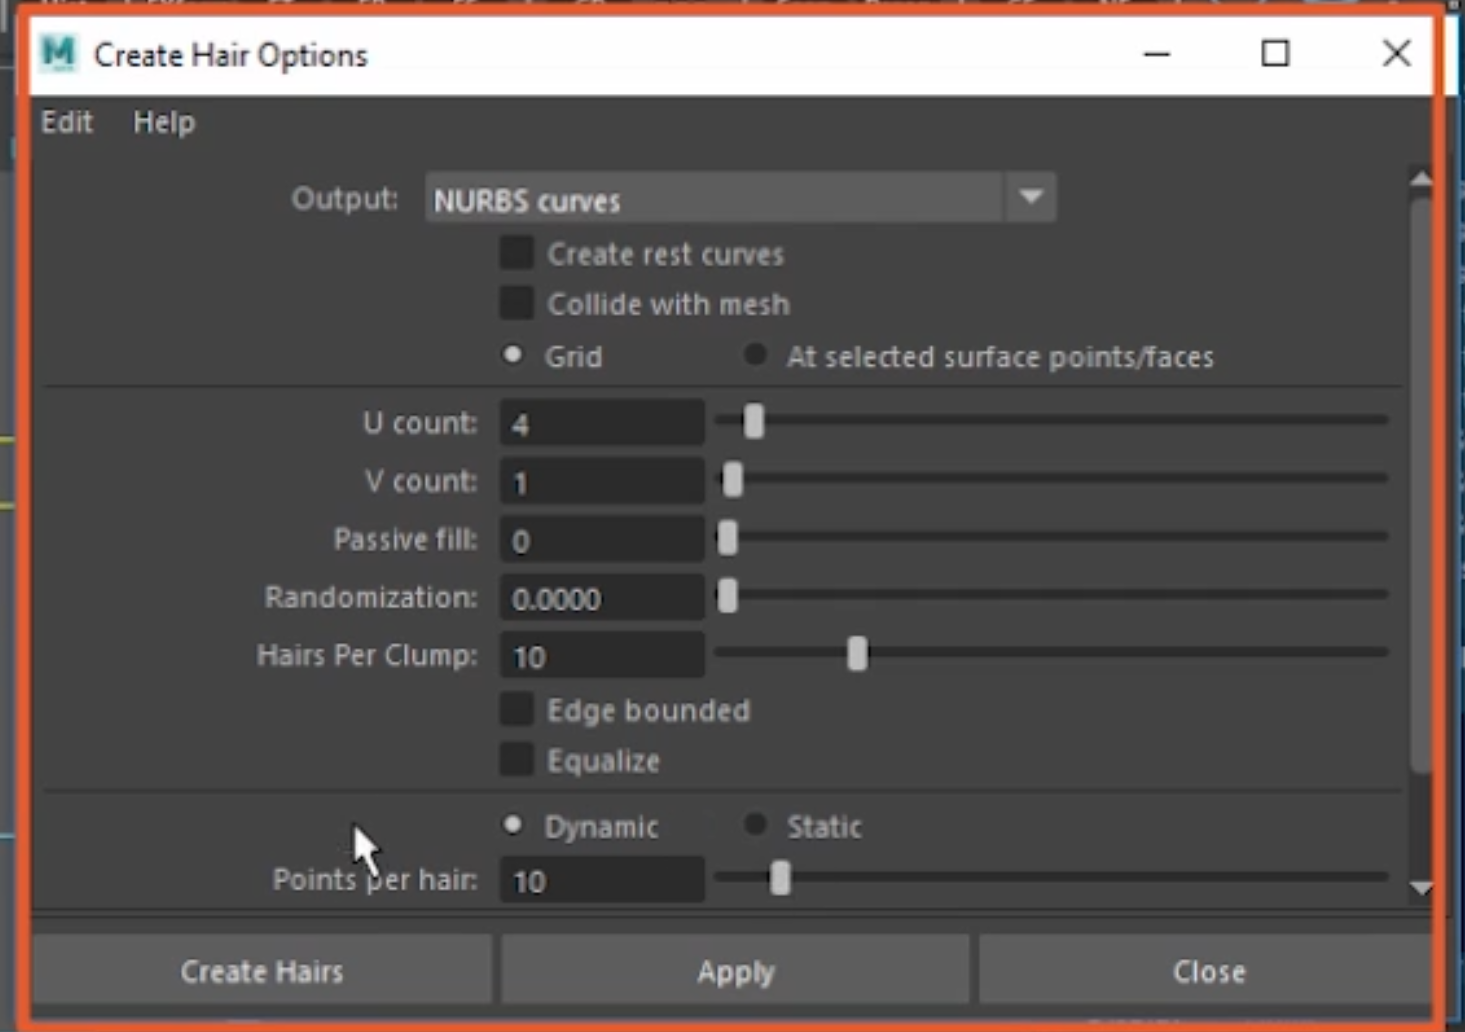 Create Hair Options
Edit Help
Output: NURBS curves
Create rest curves
Collide with mesh
Grid At selected surface points/faces
U count: 4
V count: 1
Passive fill: 0
Randomization: 0.0000
Hairs Per Clump: 10
Edge bounded
Equalize
Dynamic Static
Points per hair: 10
Create Hairs Apply Close